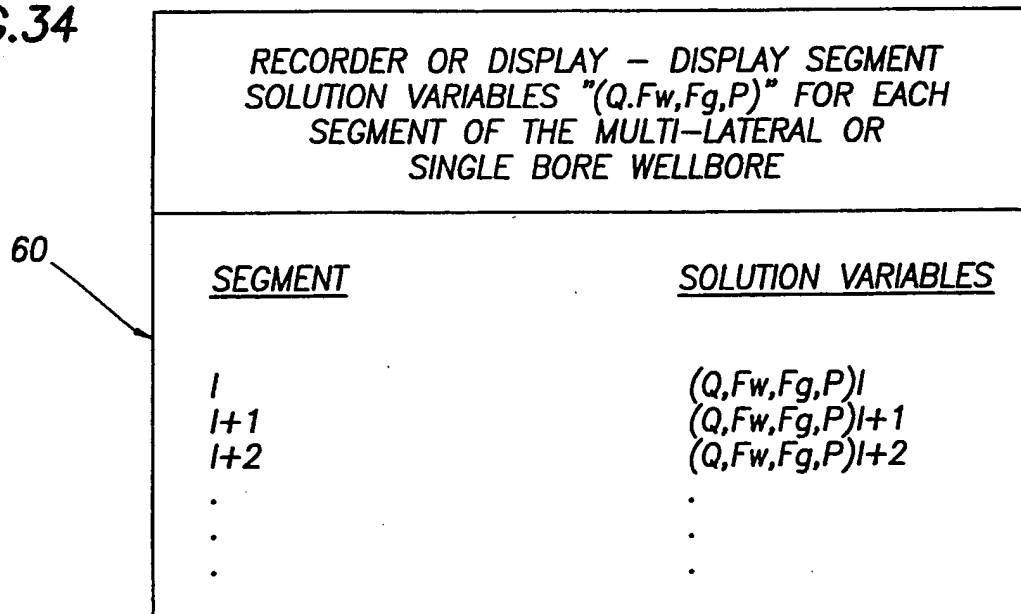 G.34
RECORDER OR DISPLAY – DISPLAY SEGMENT
SOLUTION VARIABLES "(Q.Fw,Fg,P)" FOR EACH
SEGMENT OF THE MULTI–LATERAL OR
SINGLE BORE WELLBORE
60
SEGMENT SOLUTION VARIABLES
I (Q,Fw,Fg,P)I
I+1 (Q,Fw,Fg,P)I+1
I+2 (Q,Fw,Fg,P)I+2
. .
. .
. .